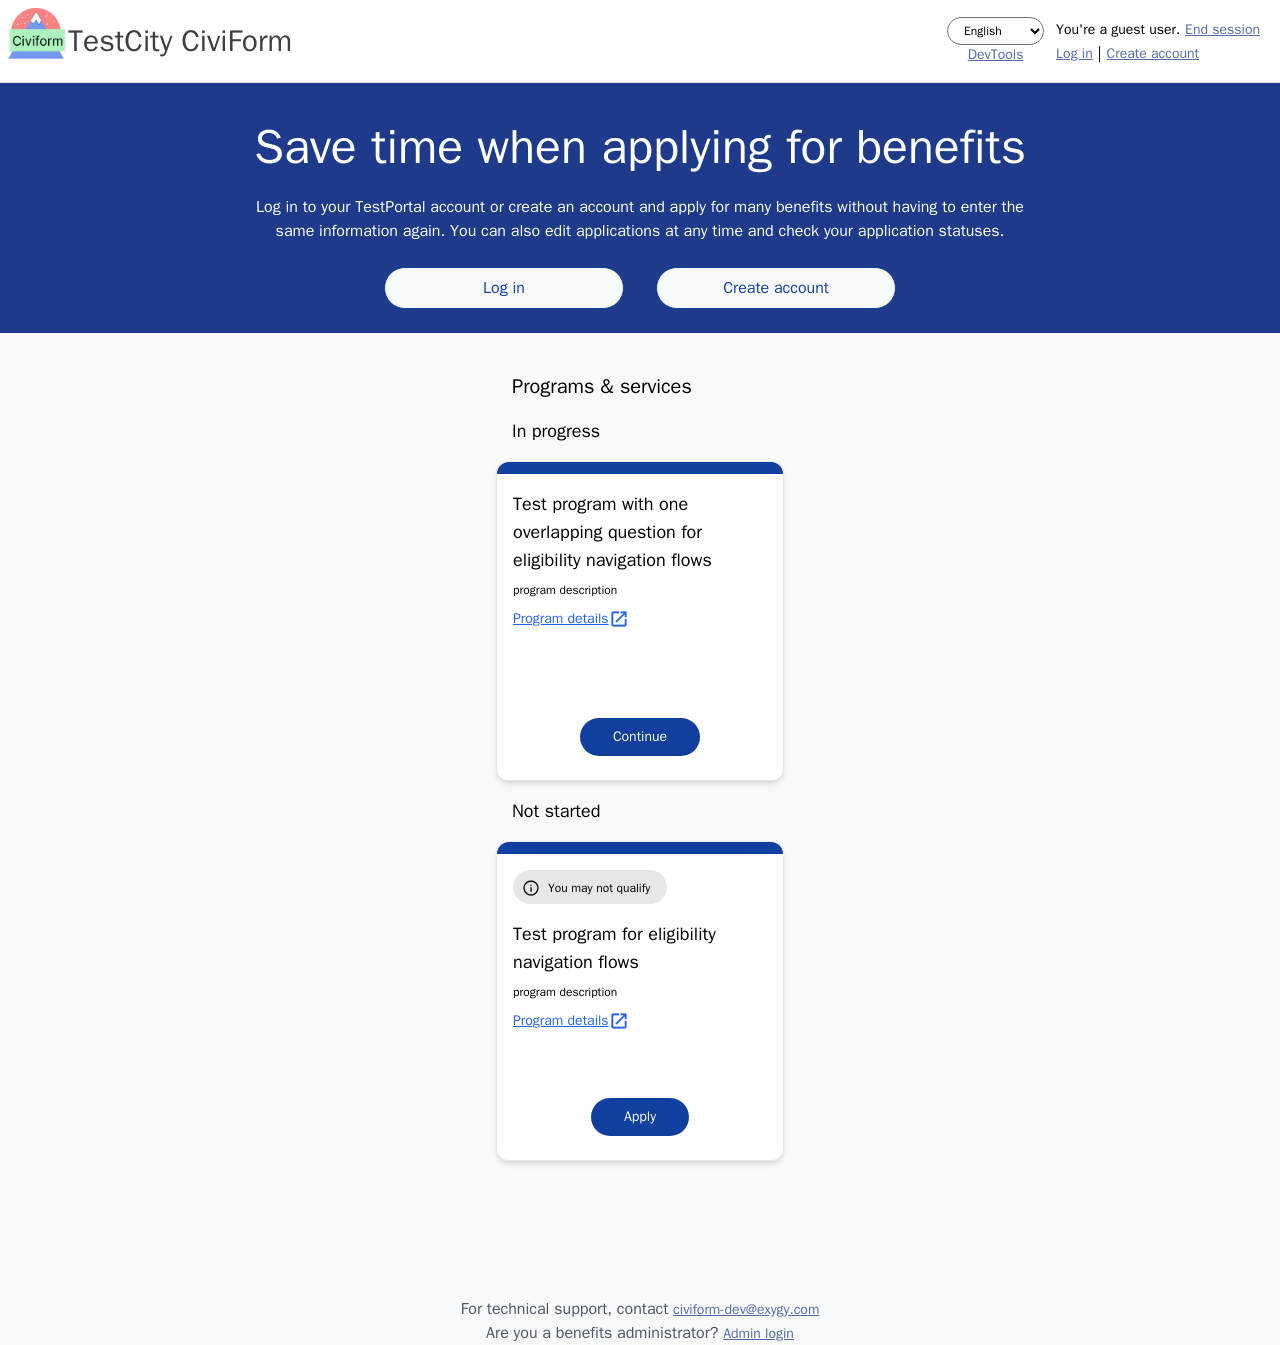 Civiform
TestCity CiviForm
English
DevTools
You're a guest user. End session
Log in | Create account
Save time when applying for benefits
Log in to your TestPortal account or create an account and apply for many benefits without having to enter the
same information again. You can also edit applications at any time and check your application statuses.
Log in
Create account
Programs & services
In progress
Test program with one
overlapping question for
eligibility navigation flows
program description
Program details
Continue
Not started
You may not qualify
Test program for eligibility
navigation flows
program description
Program details
Apply
For technical support, contact civiform-dev@exygy.com
Are you a benefits administrator? Admin login